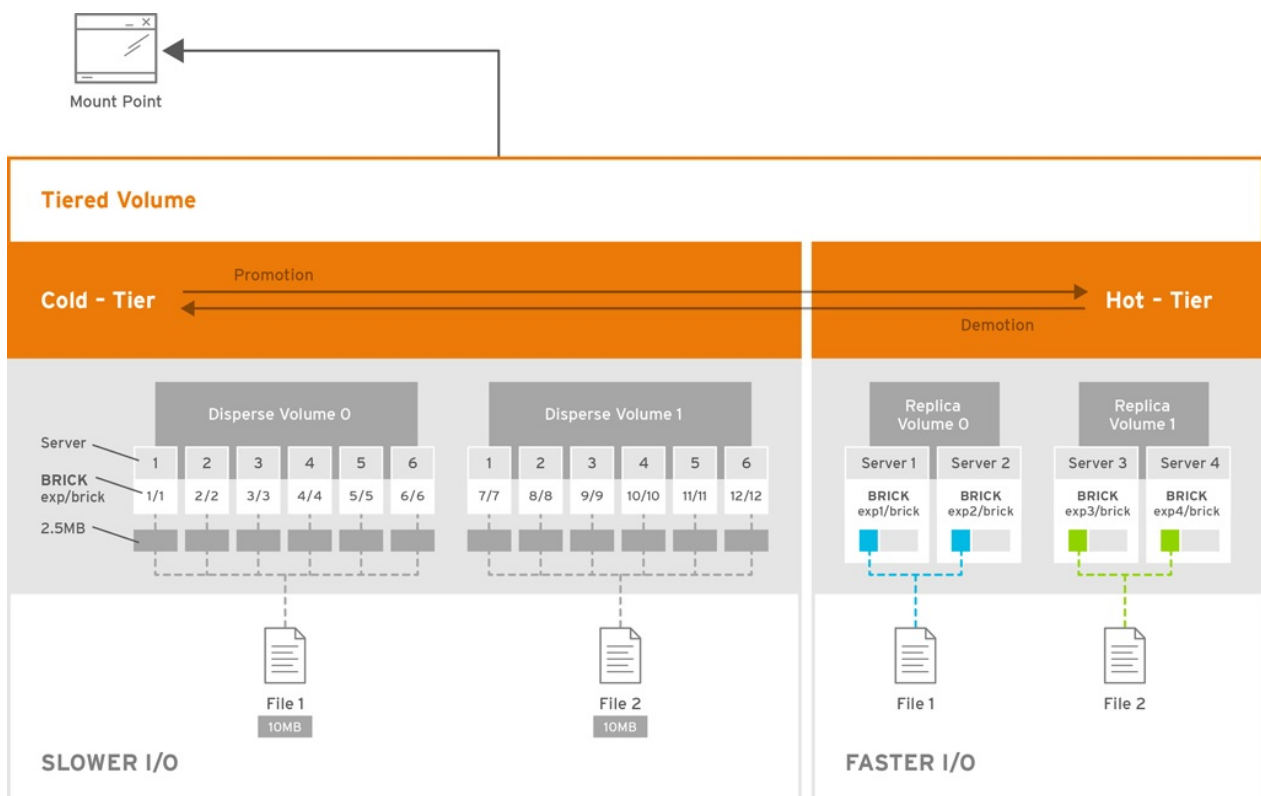 Mount Point
Tiered Volume
Promotion
Cold - Tier
Hot - Tier
Demotion
Disperse Volume 0
Disperse Volume 1
Replica
Volume 0
Replica
Volume 1
Server
1 2 3 4 5 6
1 2 3 4 5 6
Server 1 Server 2
Server 3 Server 4
BRICK
exp/brick
1/1 2/2 3/3 4/4 5/5 6/6
7/7 8/8 9/9 10/10 11/11 12/12
BRICK
exp1/brick
BRICK
exp2/brick
BRICK
exp3/brick
BRICK
exp4/brick
2.5MB
File 1
10MB
File 2
10MB
File 1
File 2
SLOWER I/O
FASTER I/O